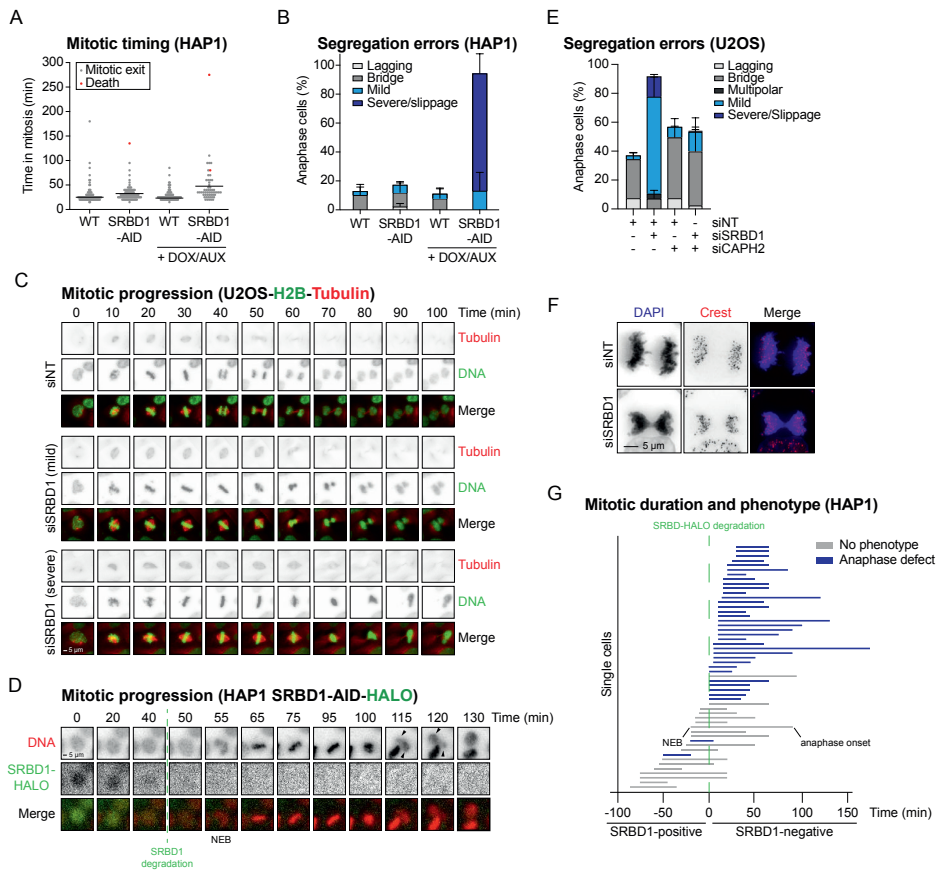 A
Mitotic timing (HAP1)
Time in mitosis (min)
300
250
200
150
100
50
0
Mitotic exit
Death
WT
SRBD1
-AID
WT
SRBD1
-AID
+ DOX/AUX
B
Segregation errors (HAP1)
Anaphase cells (%)
100
80
60
40
20
0
Lagging
Bridge
Mild
Severe/slippage
WT
SRBD1
-AID
WT
SRBD1
-AID
+ DOX/AUX
E
Segregation errors (U2OS)
Anaphase cells (%)
100
80
60
40
20
0
Lagging
Bridge
Multipolar
Mild
Severe/Slippage
+ + + - siNT
- + - + siSRBD1
- - + + siCAPH2
C
Mitotic progression (U2OS-H2B-Tubulin)
0 10 20 30 40 50 60 70 80 90 100 Time (min)
siNT
Tubulin
DNA
Merge
siSRBD1 (mild)
Tubulin
DNA
Merge
siSRBD1 (severe)
Tubulin
DNA
5 µm
Merge
D
Mitotic progression (HAP1 SRBD1-AID-HALO)
0 20 40 50 55 65 75 95 100 115 120 130 Time (min)
DNA
5 µm
SRBD1-
HALO
Merge
NEB
SRBD1
degradation
F
DAPI Crest Merge
siNT
siSRBD1
5 µm
G
Mitotic duration and phenotype (HAP1)
SRBD-HALO degradation
No phenotype
Anaphase defect
Single cells
NEB
anaphase onset
-100 -50 0 50 100 150 Time (min)
SRBD1-positive SRBD1-negative